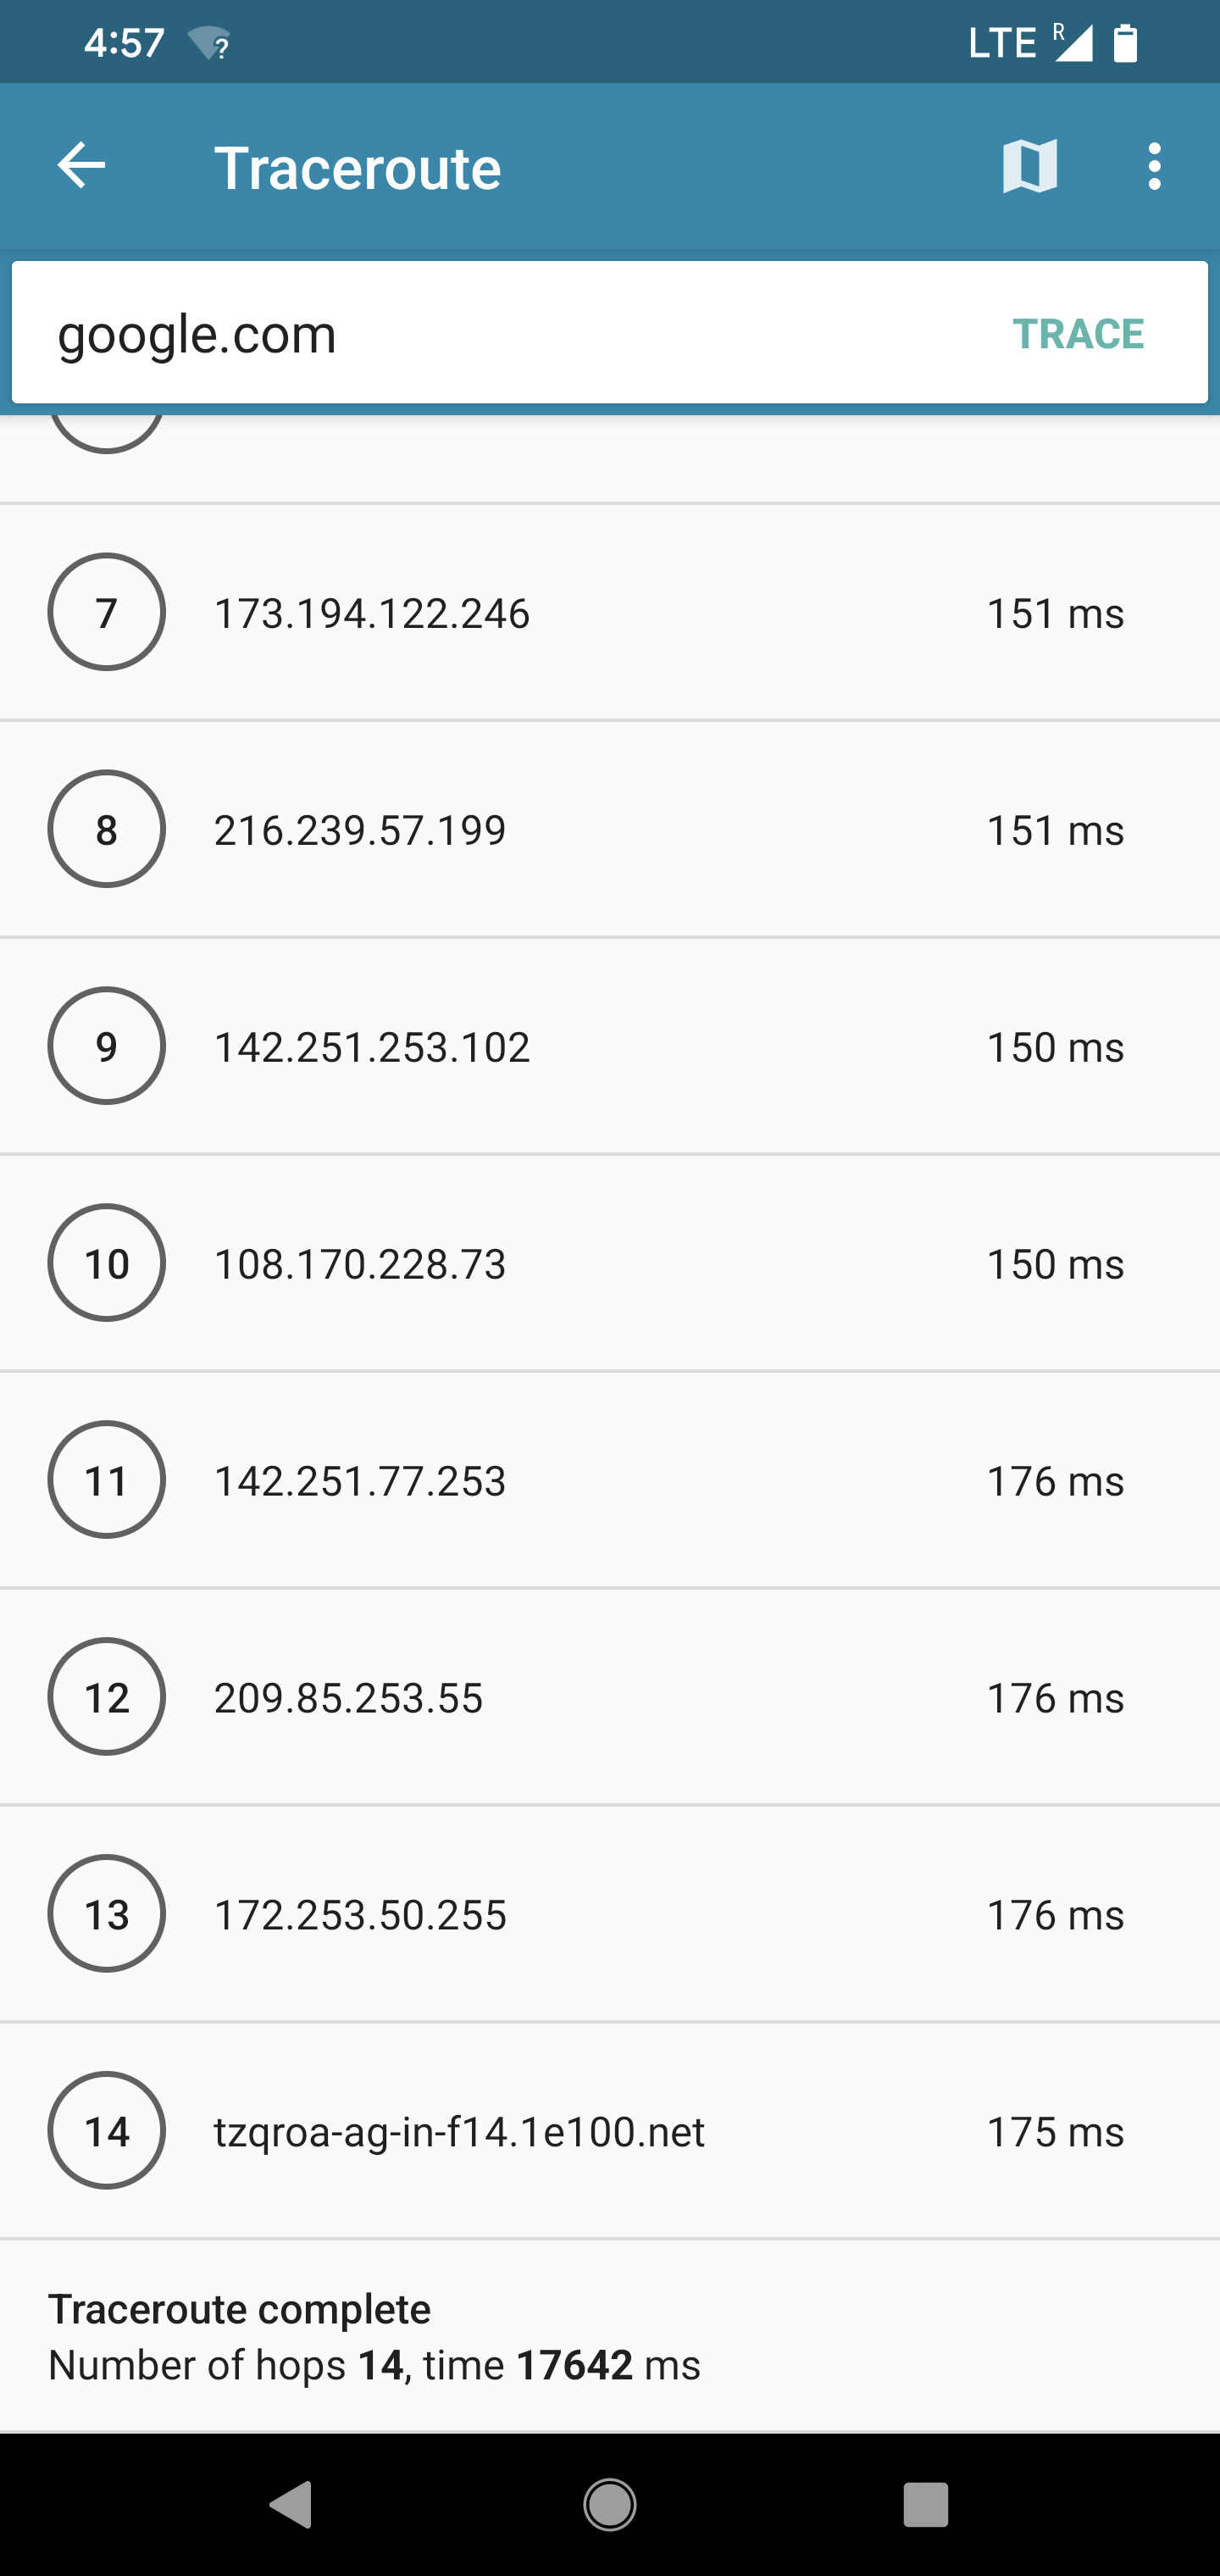 4:57 ? LTE R
Traceroute
google.com TRACE
7 173.194.122.246 151 ms
8 216.239.57.199 151 ms
9 142.251.253.102 150 ms
10 108.170.228.73 150 ms
11 142.251.77.253 176 ms
12 209.85.253.55 176 ms
13 172.253.50.255 176 ms
14 tzqroa-ag-in-f14.1e100.net 175 ms
Traceroute complete
Number of hops 14, time 17642 ms